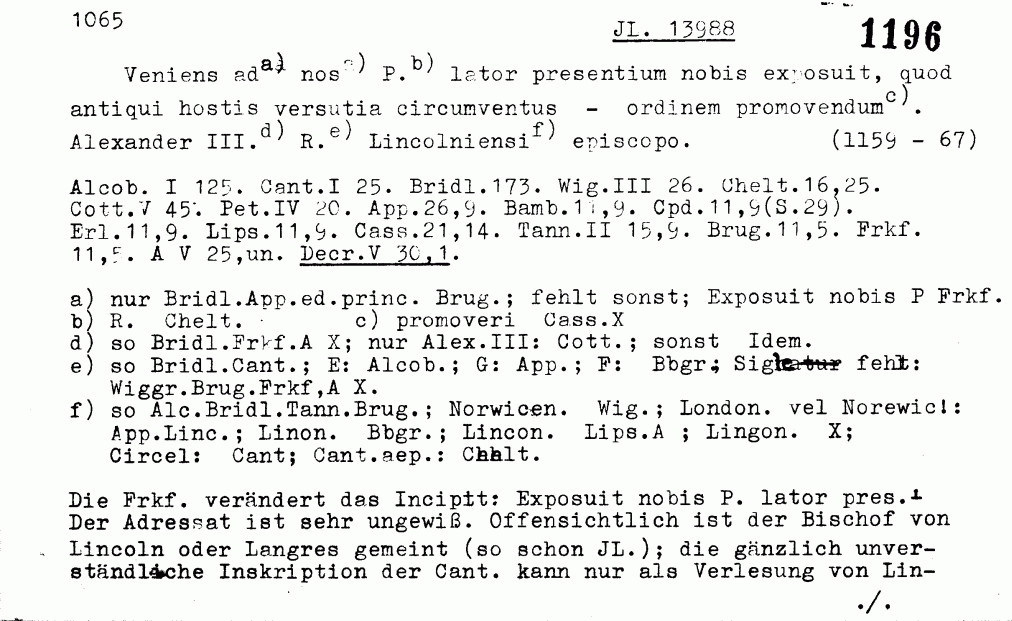 1065
JL. 13988 1196
Veniens ad a) nos a) P. b) lator presentium nobis exposuit, quod
antiqui hostis versutia circumventus - ordinem promovendum c).
Alexander III. d) R. e) Lincolniensi f) episcopo. (1159 - 67)
Alcob. I 125. Cant.I 25. Bridl.173. Wig.III 26. Chelt.16,25.
Cott.V 45. Pet.IV 20. App.26,9. Bamb.11,9. Cpd.11,9(S.29).
Erl.11,9. Lips.11,9. Cass.21,14. Tann.II 15,9. Brug.11,5. Frkf.
11,5. A V 25,un. Decr.V 30,1.
a) nur Bridl.App.ed.princ. Brug.; fehlt sonst; Exposuit nobis P Frkf.
b) R. Chelt. c) promoveri Cass.X
d) so Bridl.Frkf.A X; nur Alex.III: Cott.; sonst Idem.
e) so Bridl.Cant.; E: Alcob.; G: App.; F: Bbgr; Sigle fehlt:
Wiggr.Brug.Frkf,A X.
f) so Alc.Bridl.Tann.Brug.; Norwicen. Wig.; London. vel Norewic!:
App.Linc.; Linon. Bbgr.; Lincon. Lips.A ; Lingon. X;
Circel: Cant; Cant.aep.: Chelt.
Die Frkf. verändert das Inciptt: Exposuit nobis P. lator pres.
Der Adressat ist sehr ungewiß. Offensichtlich ist der Bischof von
Lincoln oder Langres gemeint (so schon JL.); die gänzlich unver-
ständliche Inskription der Cant. kann nur als Verlesung von Lin-
./.